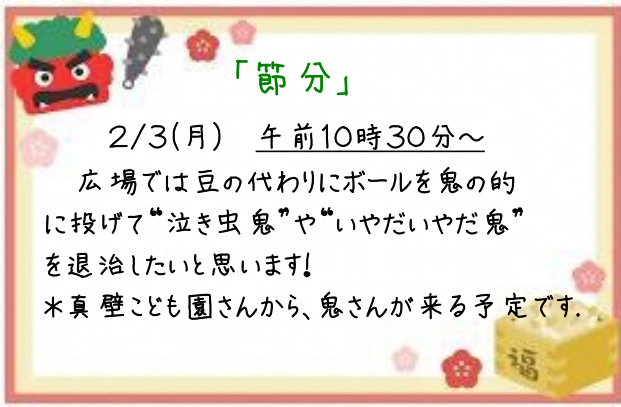 「節分」
2/3(月) 午前10時30分～
広場では豆の代わりにボールを鬼の的
に投げて“泣き虫鬼”や“いやだいやだ鬼”
を退治したいと思います!
*真壁こども園さんから、鬼さんが来る予定です.
福